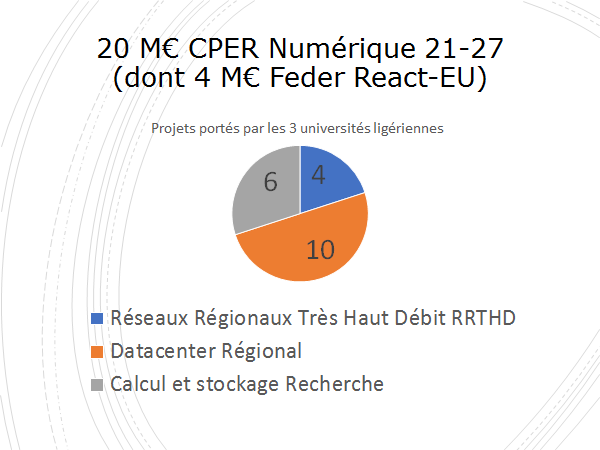 20 M€ CPER Numérique 21-27
(dont 4 M€ Feder React-EU)
Projets portés par les 3 universités ligériennes
6
4
10
Réseaux Régionaux Très Haut Débit RRTHD
Datacenter Régional
Calcul et stockage Recherche